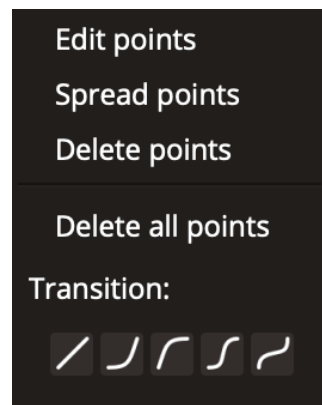 Edit points
Spread points
Delete points
Delete all points
Transition: